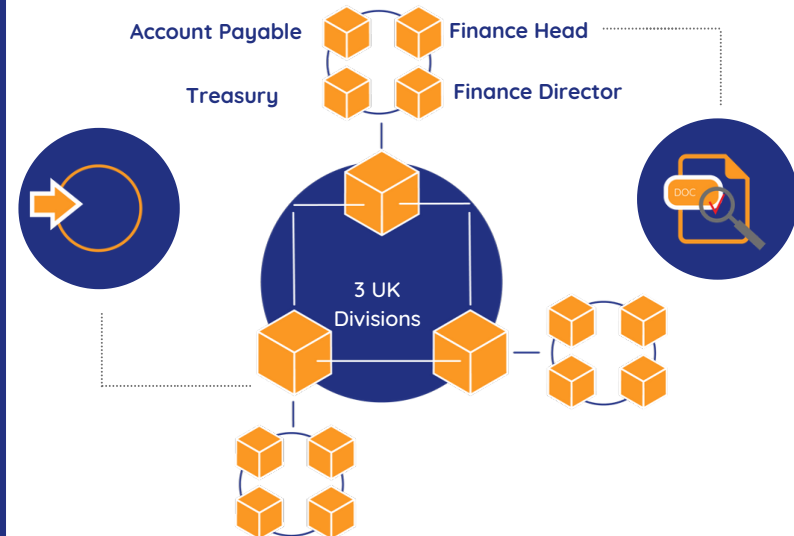 Account Payable
Finance Head
Treasury
Finance Director
DOC
3 UK
Divisions